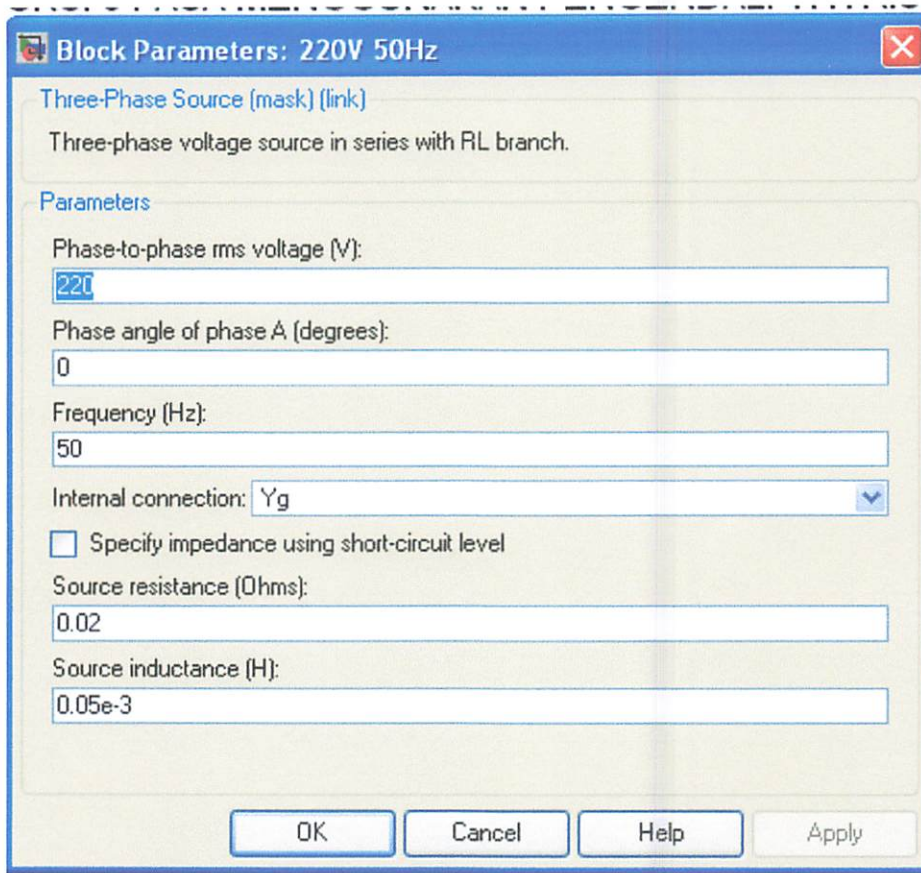 Block Parameters: 220V 50Hz
Three-Phase Source (mask) (link)
Three-phase voltage source in series with RL branch.
Parameters
Phase-to-phase rms voltage (V):
220
Phase angle of phase A (degrees):
0
Frequency (Hz):
50
Internal connection: Yg
Specify impedance using short-circuit level
Source resistance (Ohms):
0.02
Source inductance (H):
0.05e-3
OK Cancel Help Apply